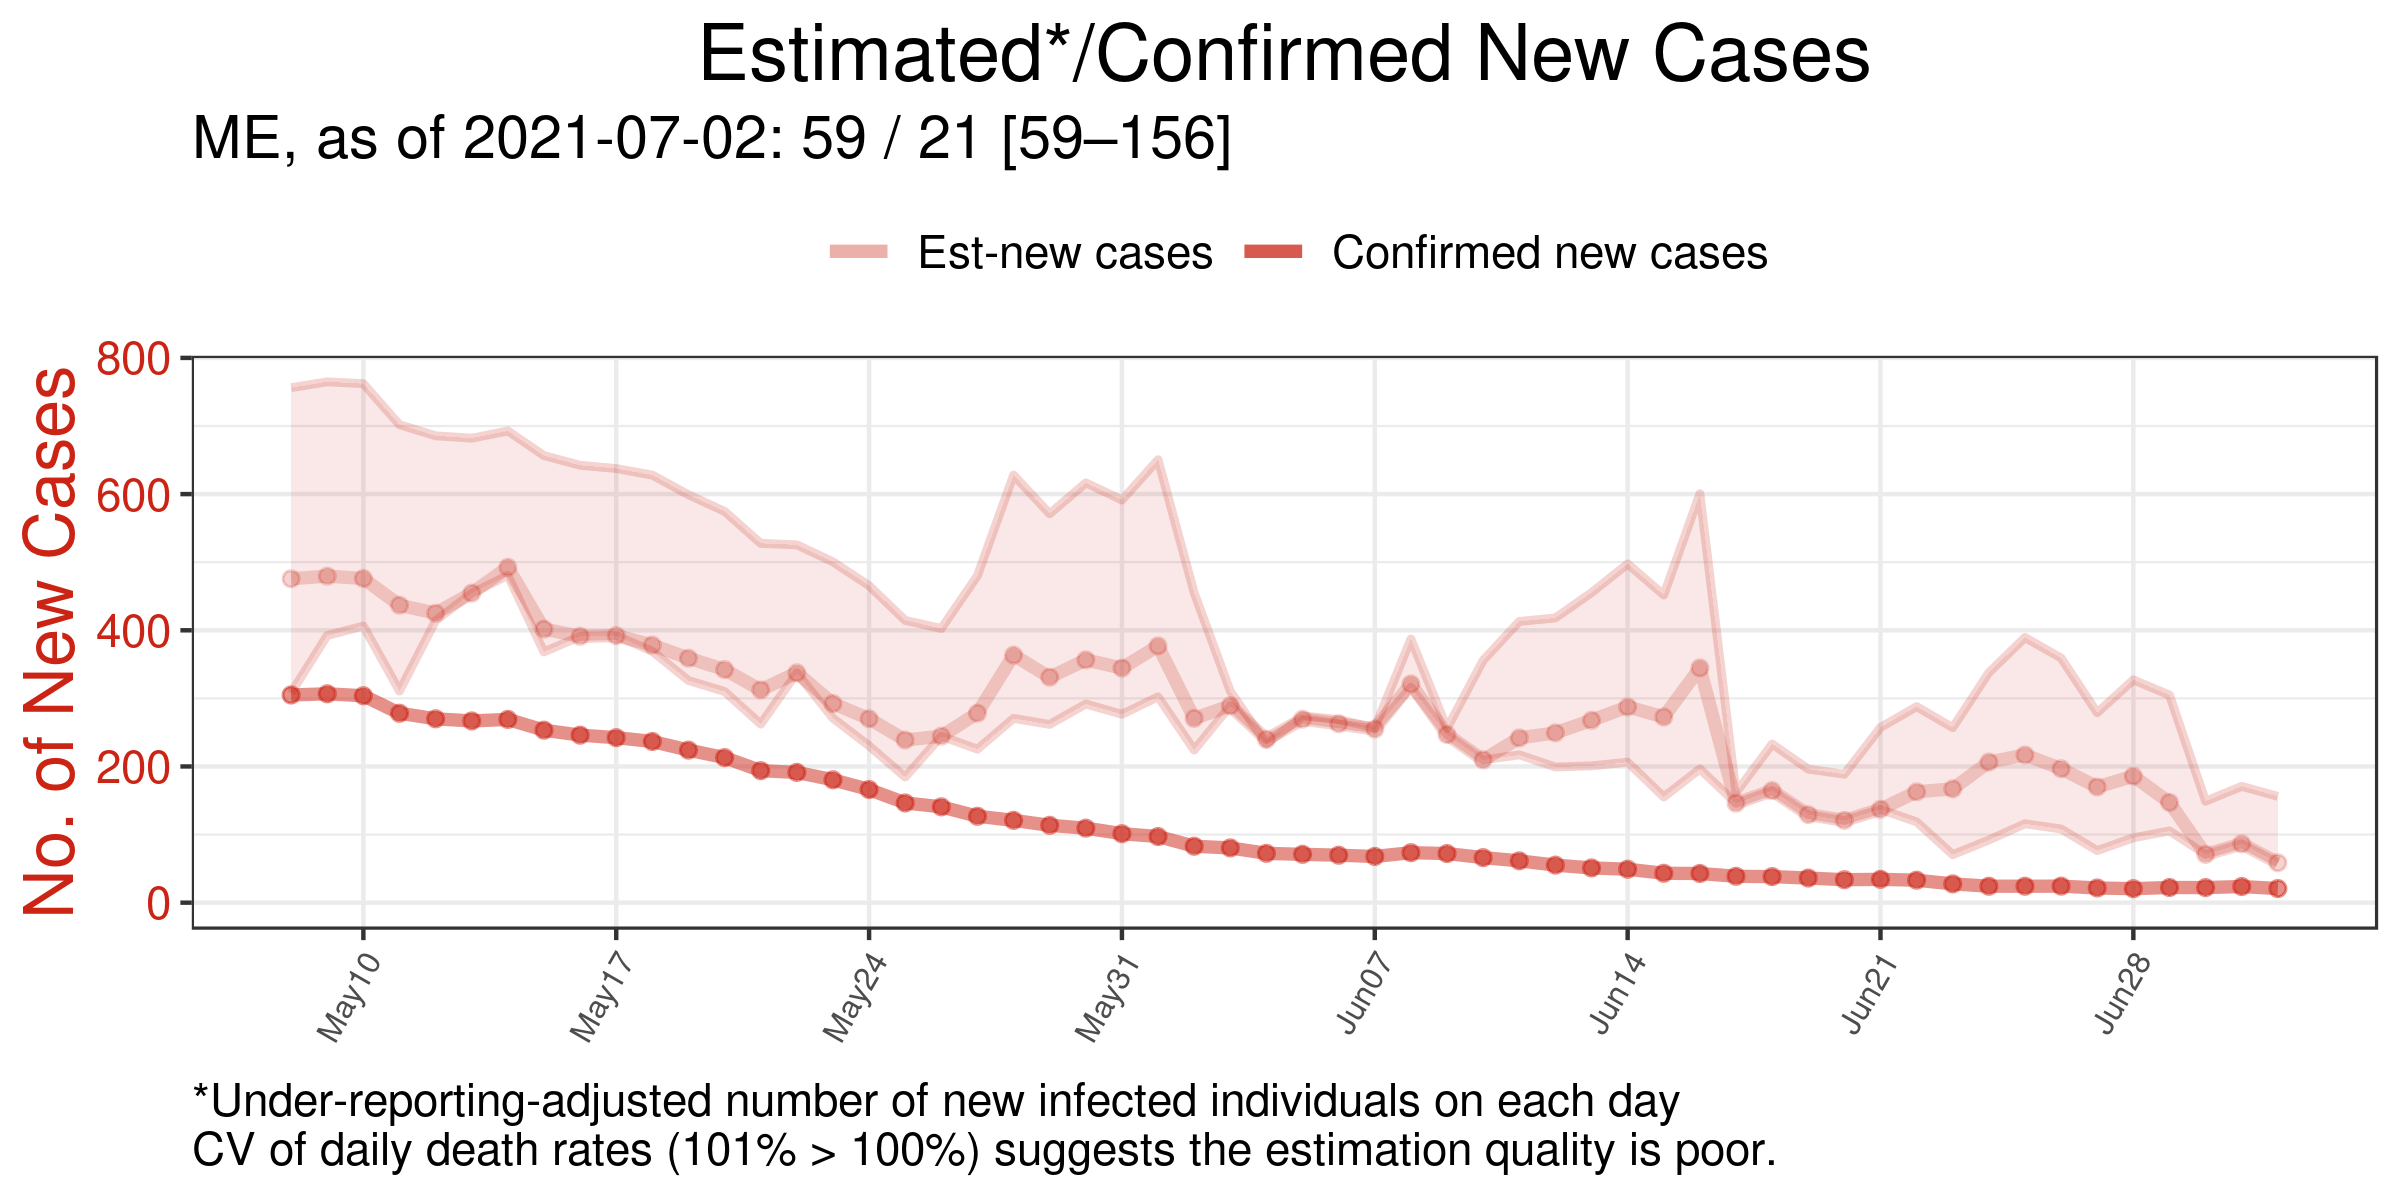 Estimated*/Confirmed New Cases
ME, as of 2021-07-02: 59 / 21 [59–156]
Est-new cases
Confirmed new cases
No. of New Cases
800
600
400
200
0
May10
May17
May24
May31
Jun07
Jun14
Jun21
Jun28
*Under-reporting-adjusted number of new infected individuals on each day
CV of daily death rates (101% > 100%) suggests the estimation quality is poor.